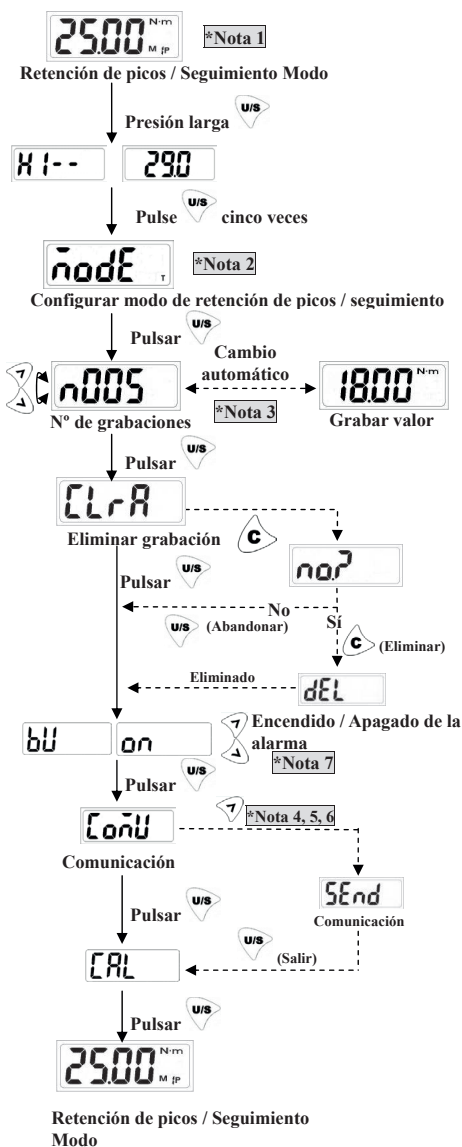 25.00 N·m
M fP
*Nota 1
Retención de picos / Seguimiento Modo
Presión larga U/S
HI-- 29.0
Pulse U/S cinco veces
modE T
*Nota 2
Configurar modo de retención de picos / seguimiento
Pulsar U/S
Cambio
automático
n005
18.00 N·m
*Nota 3
Nº de grabaciones
Grabar valor
Pulsar U/S
CLrA
Eliminar grabación C
no.?
Pulsar U/S
No
Sí
U/S (Abandonar)
C (Eliminar)
Eliminado
dEL
bU on
Encendido / Apagado de la
alarma
*Nota 7
Pulsar U/S
ComU
*Nota 4, 5, 6
Comunicación
SEnd
Comunicación
Pulsar U/S
U/S
(Salir)
CAL
Pulsar U/S
25.00 N·m
M fP
Retención de picos / Seguimiento
Modo